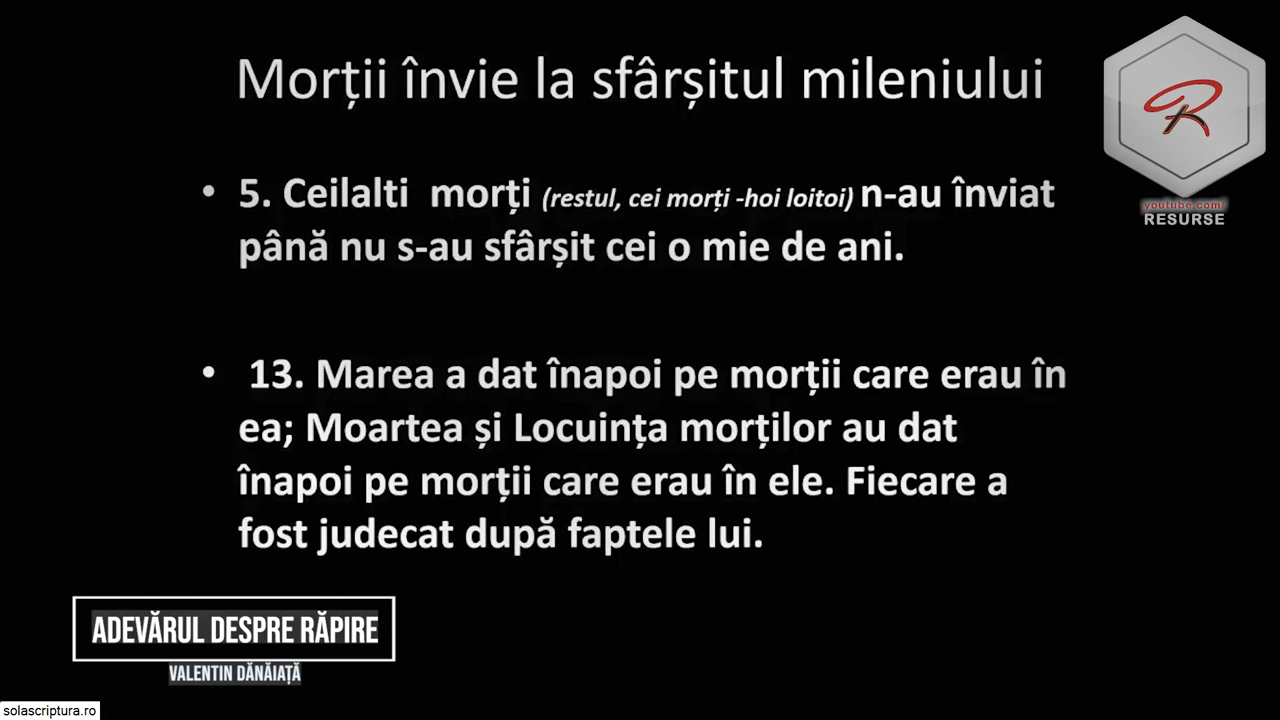 Morții învie la sfârșitul mileniului
• 5. Ceilalti morți (restul, cei morți -hoi loitoi) n-au înviat
până nu s-au sfârșit cei o mie de ani.
• 13. Marea a dat înapoi pe morții care erau în
ea; Moartea și Locuința morților au dat
înapoi pe morții care erau în ele. Fiecare a
fost judecat după faptele lui.
R
youtube.com/
RESURSE
ADEVĂRUL DESPRE RĂPIRE
VALENTIN DĂNĂIAȚĂ
solascriptura.ro